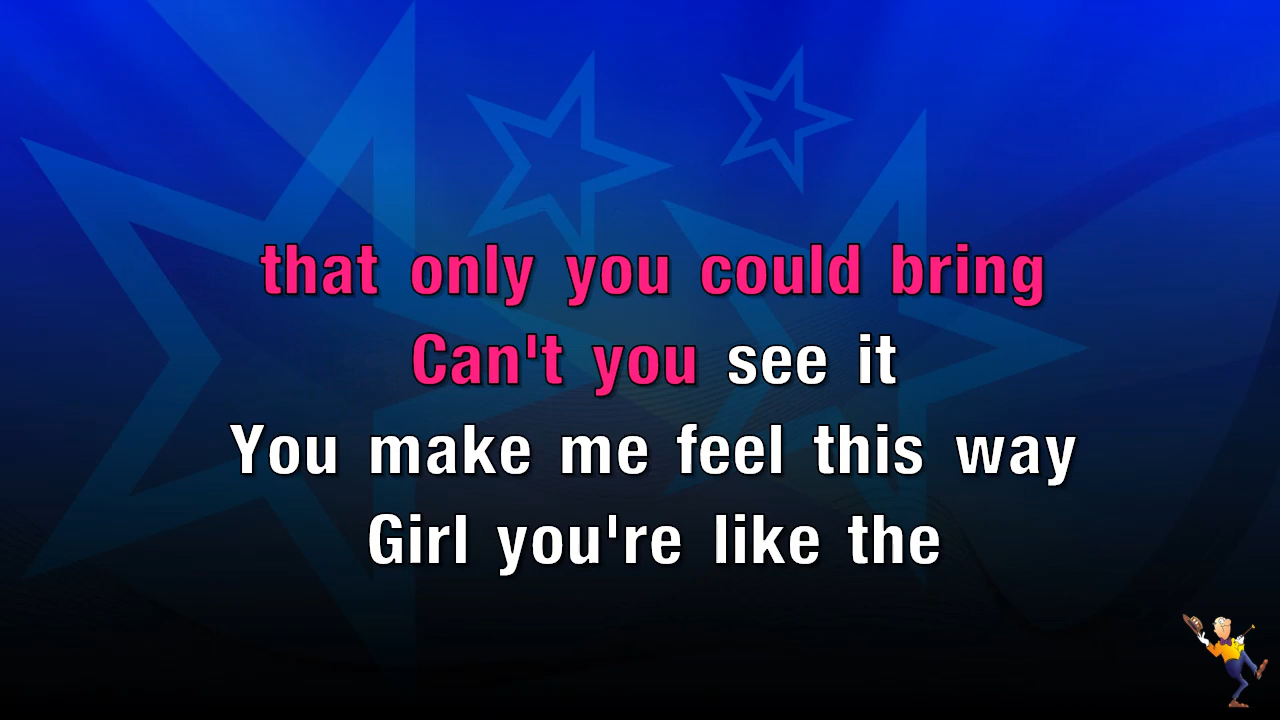 that only you could bring
Can't you see it
You make me feel this way
Girl you're like the